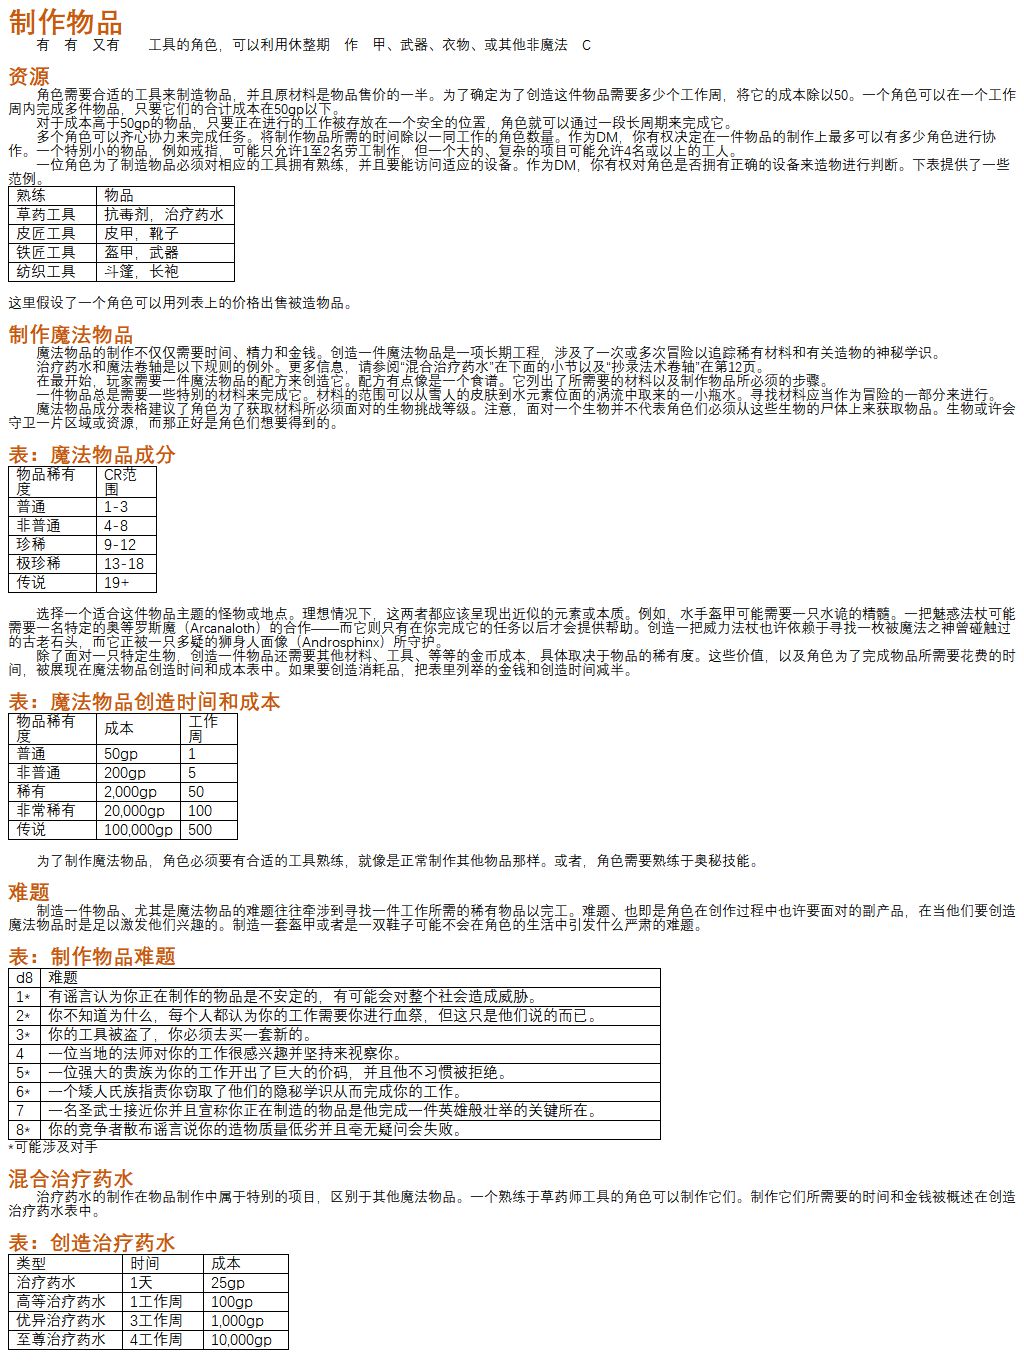 制作物品
有 有 又有 工具的角色，可以利用休整期 作 甲、武器、衣物、或其他非魔法 C
资源
角色需要合适的工具来制造物品，并且原材料是物品售价的一半。为了确定为了创造这件物品需要多少个工作周，将它的成本除以50。一个角色可以在一个工作
周内完成多件物品，只要它们的合计成本在50gp以下。
对于成本高于50gp的物品，只要正在进行的工作被存放在一个安全的位置，角色就可以通过一段长周期来完成它。
多个角色可以齐心协力来完成任务。将制作物品所需的时间除以一同工作的角色数量。作为DM，你有权决定在一件物品的制作上最多可以有多少角色进行协
作。一个特别小的物品，例如戒指，可能只允许1至2名劳工制作，但一个大的、复杂的项目可能允许4名或以上的工人。
一位角色为了制造物品必须对相应的工具拥有熟练，并且要能访问适应的设备。作为DM，你有权对角色是否拥有正确的设备来造物进行判断。下表提供了一些
范例。
熟练 物品
草药工具 抗毒剂，治疗药水
皮匠工具 皮甲，靴子
铁匠工具 盔甲，武器
纺织工具 斗篷，长袍
这里假设了一个角色可以用列表上的价格出售被造物品。
制作魔法物品
魔法物品的制作不仅仅需要时间、精力和金钱。创造一件魔法物品是一项长期工程，涉及了一次或多次冒险以追踪稀有材料和有关造物的神秘学识。
治疗药水和魔法卷轴是以下规则的例外。更多信息，请参阅“混合治疗药水”在下面的小节以及“抄录法术卷轴”在第12页。
在最开始，玩家需要一件魔法物品的配方来创造它。配方有点像是一个食谱。它列出了所需要的材料以及制作物品所必须的步骤。
一件物品总是需要一些特别的材料来完成它。材料的范围可以从雪人的皮肤到水元素位面的涡流中取来的一小瓶水。寻找材料应当作为冒险的一部分来进行。
魔法物品成分表格建议了角色为了获取材料所必须面对的生物挑战等级。注意，面对一个生物并不代表角色们必须从这些生物的尸体上来获取物品。生物或许会
守卫一片区域或资源，而那正好是角色们想要得到的。
表：魔法物品成分
物品稀有 CR范
度 围
普通 1-3
非普通 4-8
珍稀 9-12
极珍稀 13-18
传说 19+
选择一个适合这件物品主题的怪物或地点。理想情况下，这两者都应该呈现出近似的元素或本质。例如，水手盔甲可能需要一只水诡的精髓。一把魅惑法杖可能
需要一名特定的奥等罗斯魔（Arcanaloth）的合作——而它则只有在你完成它的任务以后才会提供帮助。创造一把威力法杖也许依赖于寻找一枚被魔法之神曾碰触过
的古老石头，而它正被一只多疑的狮身人面像（Androsphinx）所守护。
除了面对一只特定生物，创造一件物品还需要其他材料、工具、等等的金币成本，具体取决于物品的稀有度。这些价值，以及角色为了完成物品所需要花费的时
间，被展现在魔法物品创造时间和成本表中。如果要创造消耗品，把表里列举的金钱和创造时间减半。
表：魔法物品创造时间和成本
物品稀有 成本 工作
度 周
普通 50gp 1
非普通 200gp 5
稀有 2,000gp 50
非常稀有 20,000gp 100
传说 100,000gp 500
为了制作魔法物品，角色必须要有合适的工具熟练，就像是正常制作其他物品那样。或者，角色需要熟练于奥秘技能。
难题
制造一件物品、尤其是魔法物品的难题往往牵涉到寻找一件工作所需的稀有物品以完工。难题、也即是角色在创作过程中也许要面对的副产品，在当他们要创造
魔法物品时是足以激发他们兴趣的。制造一套盔甲或者是一双鞋子可能不会在角色的生活中引发什么严肃的难题。
表：制作物品难题
d8 难题
1* 有谣言认为你正在制作的物品是不安定的，有可能会对整个社会造成威胁。
2* 你不知道为什么，每个人都认为你的工作需要你进行血祭，但这只是他们说的而已。
3* 你的工具被盗了，你必须去买一套新的。
4 一位当地的法师对你的工作很感兴趣并坚持来视察你。
5* 一位强大的贵族为你的工作开出了巨大的价码，并且他不习惯被拒绝。
6* 一个矮人氏族指责你窃取了他们的隐秘学识从而完成你的工作。
7 一名圣武士接近你并且宣称你正在制造的物品是他完成一件英雄般壮举的关键所在。
8* 你的竞争者散布谣言说你的造物质量低劣并且毫无疑问会失败。
*可能涉及对手
混合治疗药水
治疗药水的制作在物品制作中属于特别的项目，区别于其他魔法物品。一个熟练于草药师工具的角色可以制作它们。制作它们所需要的时间和金钱被概述在创造
治疗药水表中。
表：创造治疗药水
类型 时间 成本
治疗药水 1天 25gp
高等治疗药水 1工作周 100gp
优异治疗药水 3工作周 1,000gp
至尊治疗药水 4工作周 10,000gp